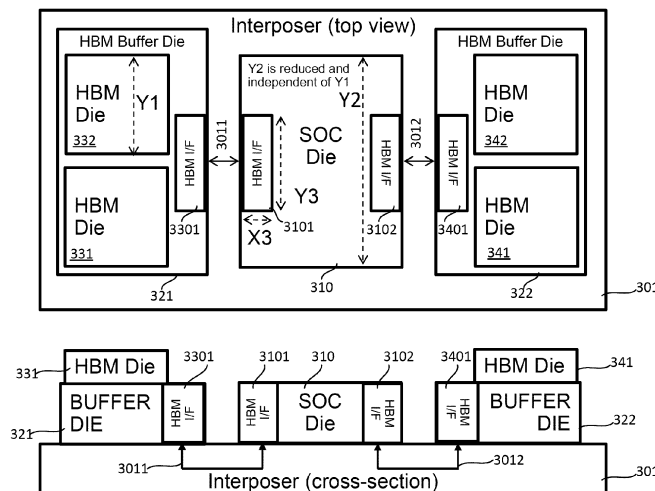 Interposer (top view)
HBM Buffer Die
HBM
Die
332
Y1
HBM
Die
331
HBM I/F
3301
321
3011
Y2 is reduced and
independent of Y1
Y2
SOC
Die
HBM I/F
Y3
X3
3101
HBM I/F
3102
310
3012
HBM Buffer Die
HBM I/F
3401
HBM
Die
342
HBM
Die
341
322
301
331
HBM Die
3301
3101
310
3102
3401
HBM Die
341
321
BUFFER
DIE
HBM
I/F
HBM
I/F
SOC
Die
HBM
I/F
HBM
I/F
BUFFER
DIE
322
3011
3012
Interposer (cross-section)
301